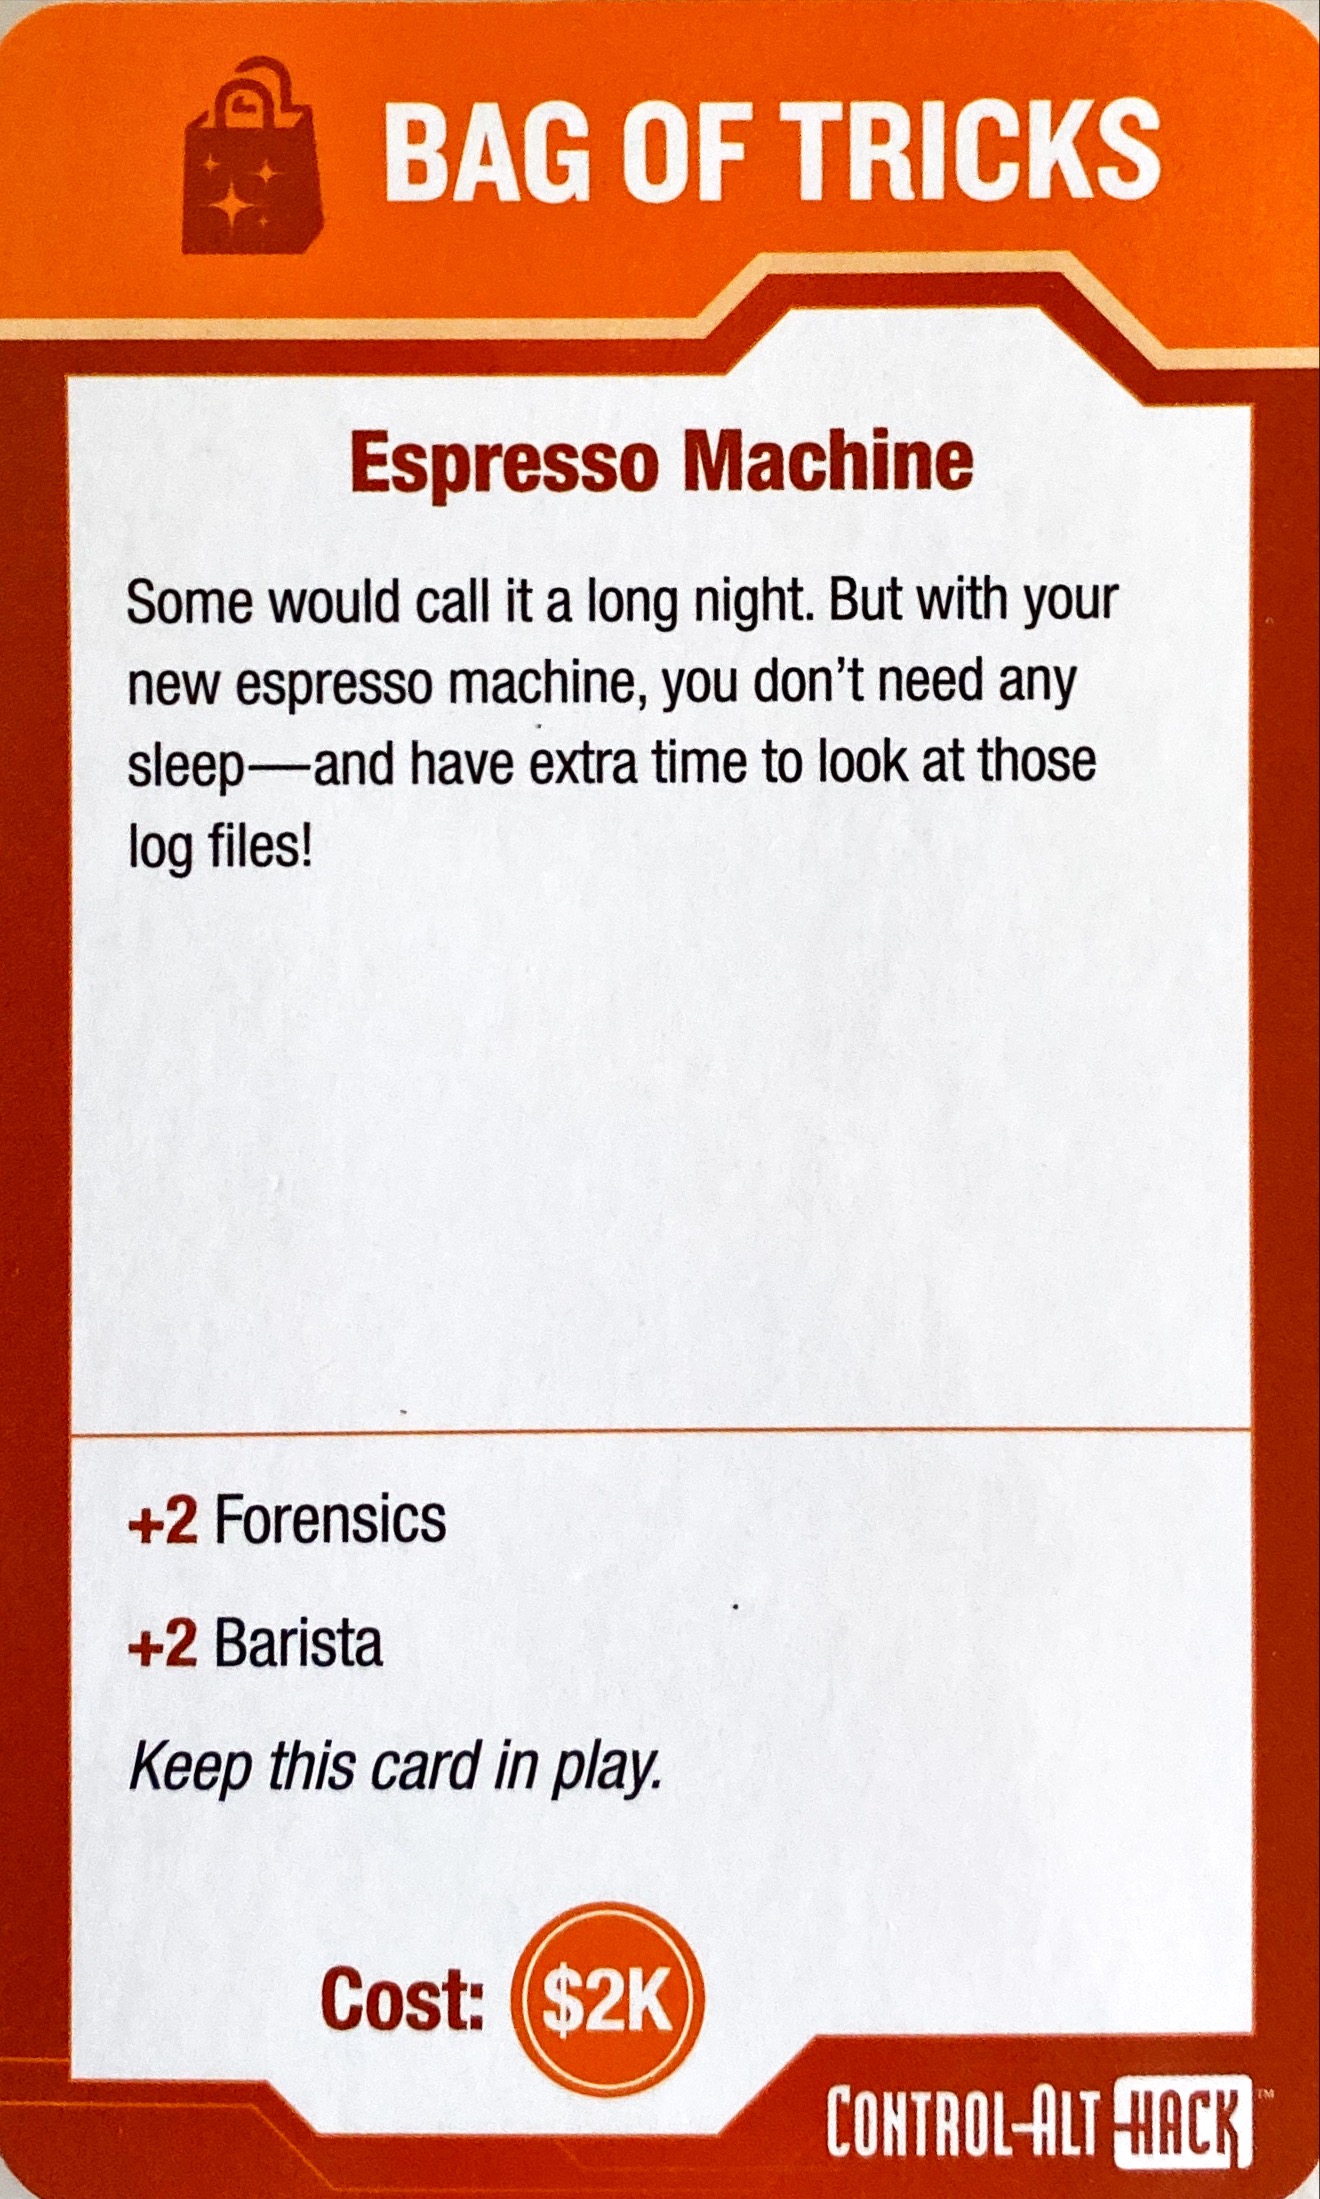 BAG OF TRICKS
Espresso Machine
Some would call it a long night. But with your
new espresso machine, you don’t need any
sleep—and have extra time to look at those
log files!
+2 Forensics
+2 Barista
Keep this card in play.
Cost: $2K
CONTROL-ALT-HACK™